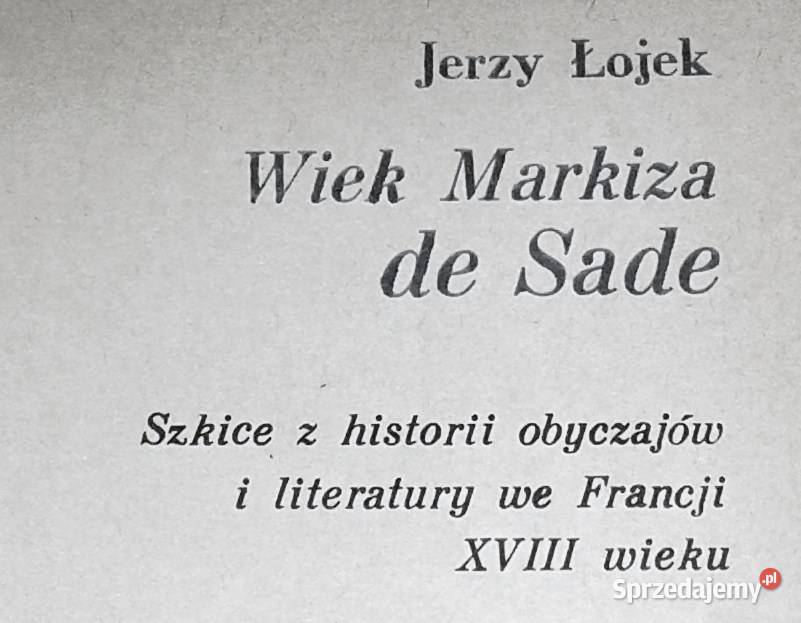 Jerzy Łojek
Wiek Markiza
de Sade
Szkice z historii obyczajów
i literatury we Francji
XVIII wieku
Sprzedajemy.pl